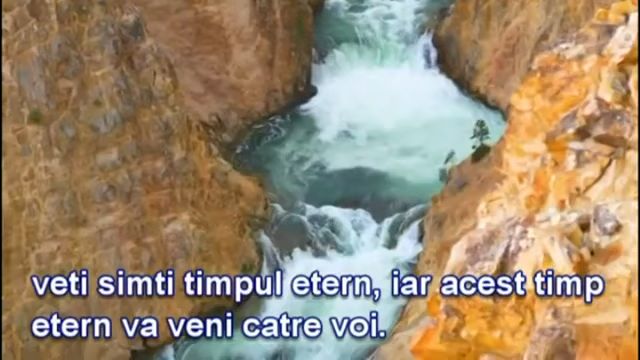 veti simti timpul etern, iar acest timp
etern va veni catre voi.